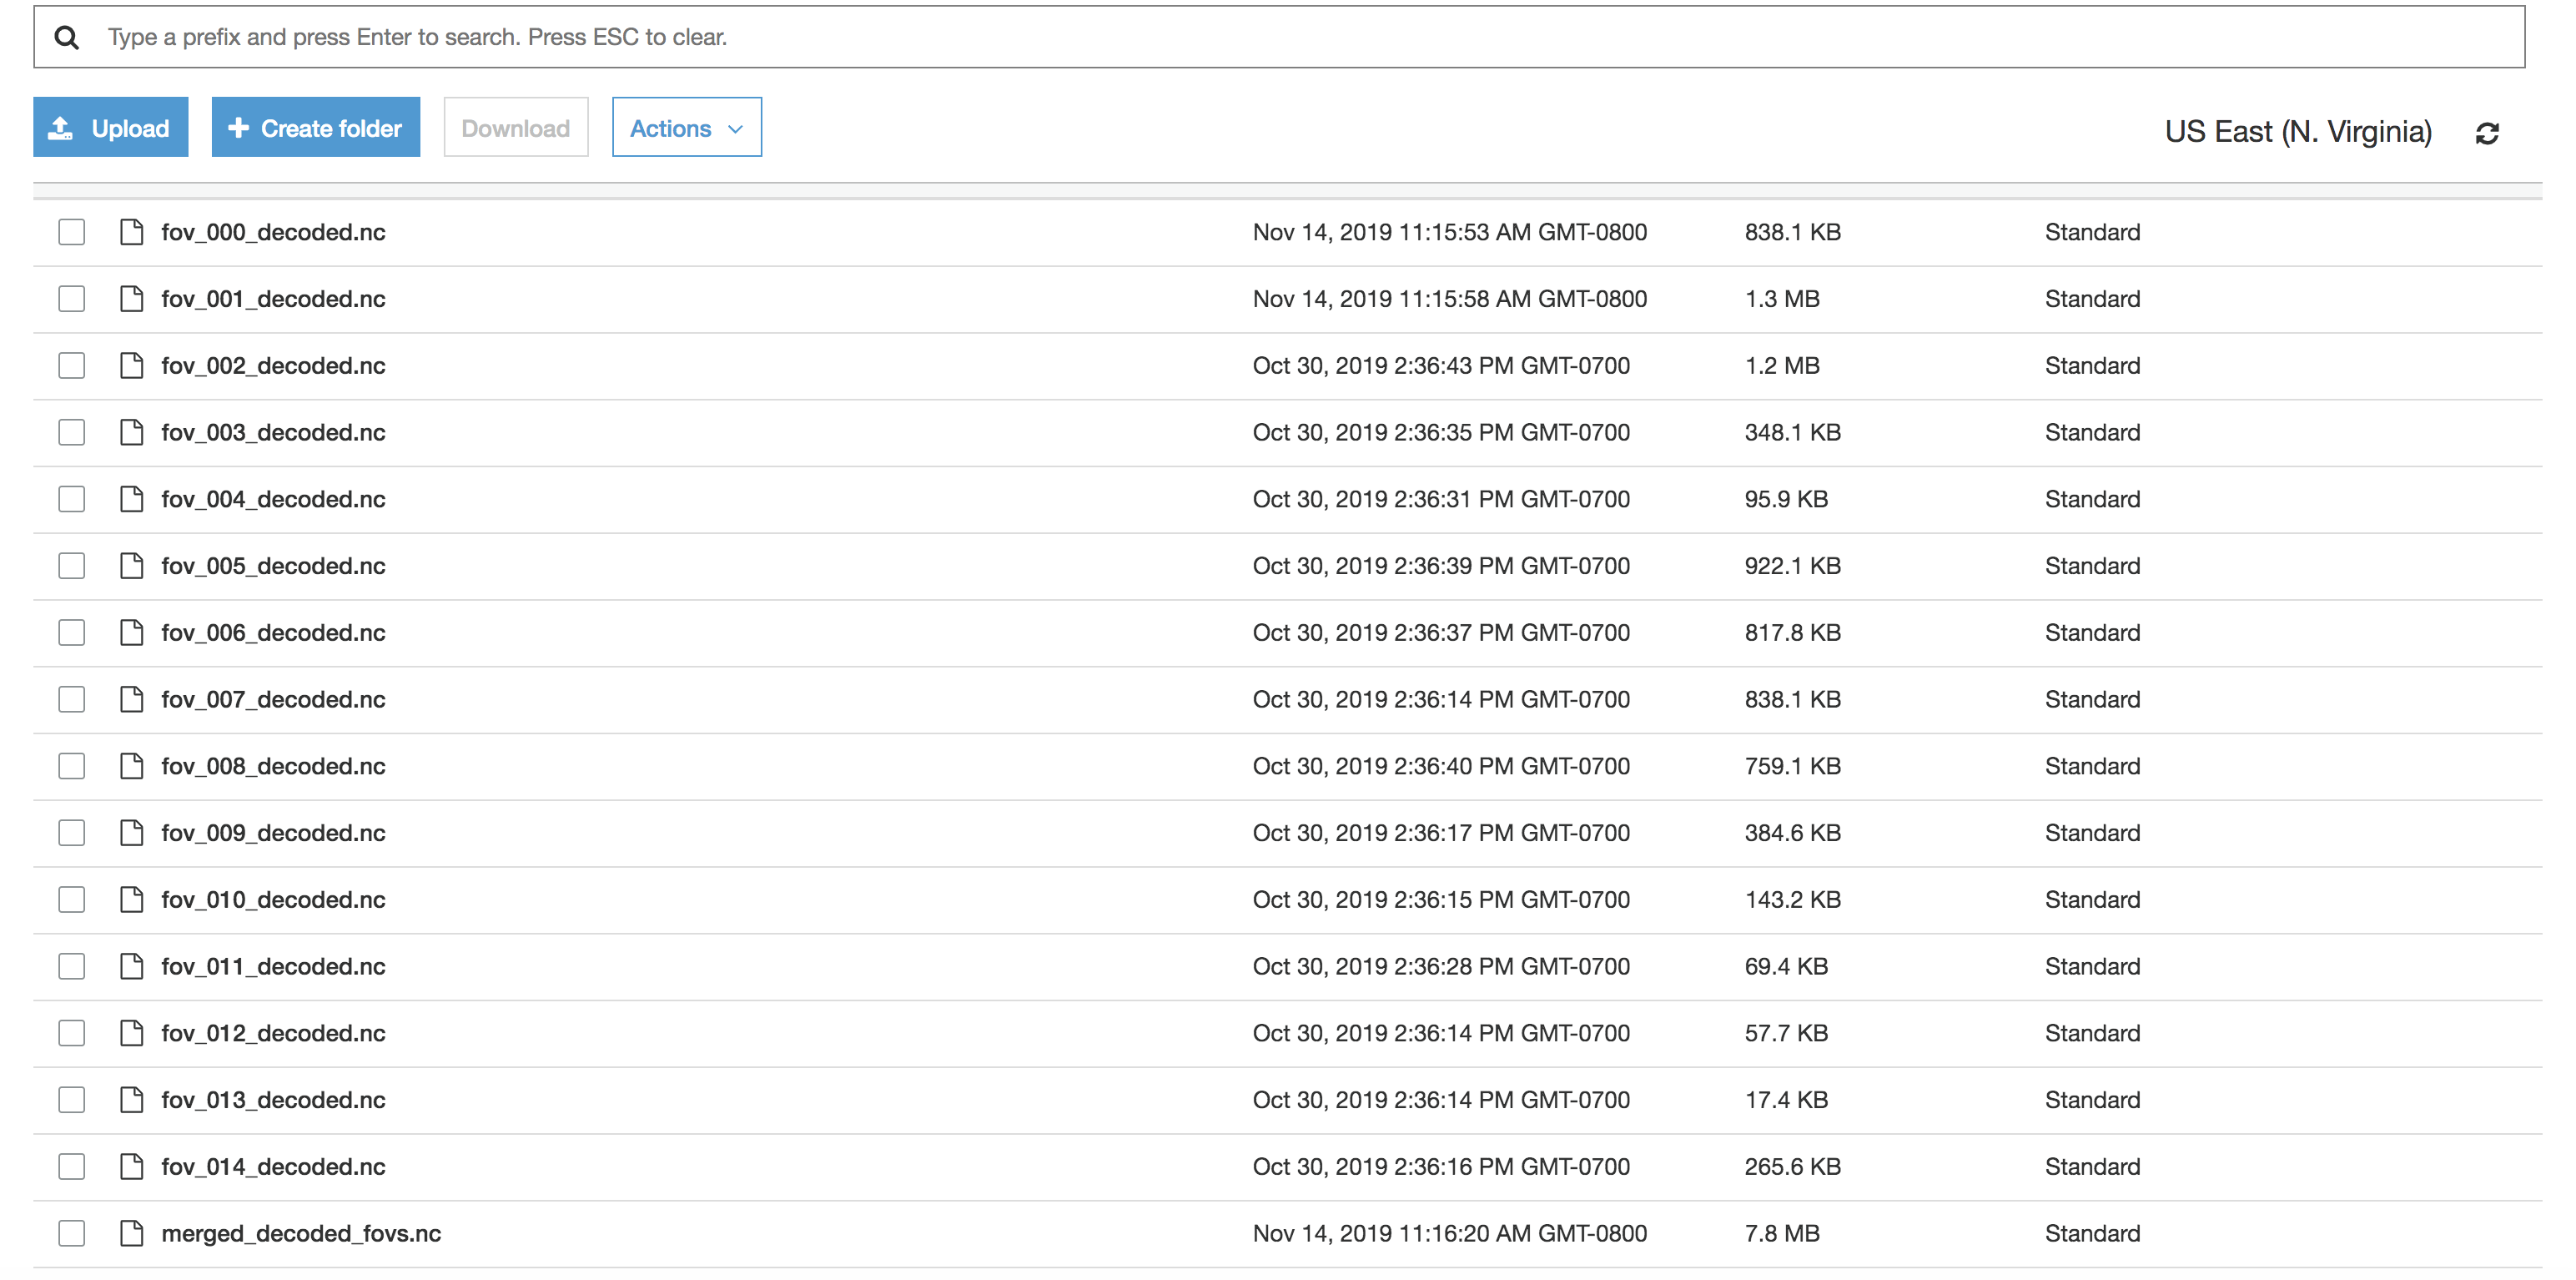 Type a prefix and press Enter to search. Press ESC to clear.
Upload Create folder Download Actions US East (N. Virginia)
fov_000_decoded.nc Nov 14, 2019 11:15:53 AM GMT-0800 838.1 KB Standard
fov_001_decoded.nc Nov 14, 2019 11:15:58 AM GMT-0800 1.3 MB Standard
fov_002_decoded.nc Oct 30, 2019 2:36:43 PM GMT-0700 1.2 MB Standard
fov_003_decoded.nc Oct 30, 2019 2:36:35 PM GMT-0700 348.1 KB Standard
fov_004_decoded.nc Oct 30, 2019 2:36:31 PM GMT-0700 95.9 KB Standard
fov_005_decoded.nc Oct 30, 2019 2:36:39 PM GMT-0700 922.1 KB Standard
fov_006_decoded.nc Oct 30, 2019 2:36:37 PM GMT-0700 817.8 KB Standard
fov_007_decoded.nc Oct 30, 2019 2:36:14 PM GMT-0700 838.1 KB Standard
fov_008_decoded.nc Oct 30, 2019 2:36:40 PM GMT-0700 759.1 KB Standard
fov_009_decoded.nc Oct 30, 2019 2:36:17 PM GMT-0700 384.6 KB Standard
fov_010_decoded.nc Oct 30, 2019 2:36:15 PM GMT-0700 143.2 KB Standard
fov_011_decoded.nc Oct 30, 2019 2:36:28 PM GMT-0700 69.4 KB Standard
fov_012_decoded.nc Oct 30, 2019 2:36:14 PM GMT-0700 57.7 KB Standard
fov_013_decoded.nc Oct 30, 2019 2:36:14 PM GMT-0700 17.4 KB Standard
fov_014_decoded.nc Oct 30, 2019 2:36:16 PM GMT-0700 265.6 KB Standard
merged_decoded_fovs.nc Nov 14, 2019 11:16:20 AM GMT-0800 7.8 MB Standard